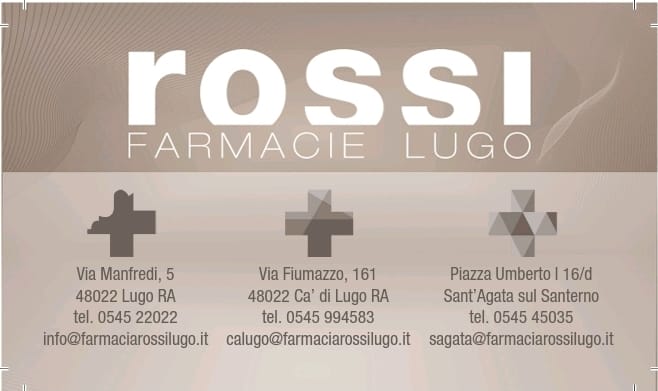 rossi
FARMACIE LUGO
Via Manfredi, 5
48022 Lugo RA
tel. 0545 22022
info@farmaciarossilugo.it
Via Fiumazzo, 161
48022 Ca' di Lugo RA
tel. 0545 994583
calugo@farmaciarossilugo.it
Piazza Umberto I 16/d
Sant'Agata sul Santerno
tel. 0545 45035
sagata@farmaciarossilugo.it